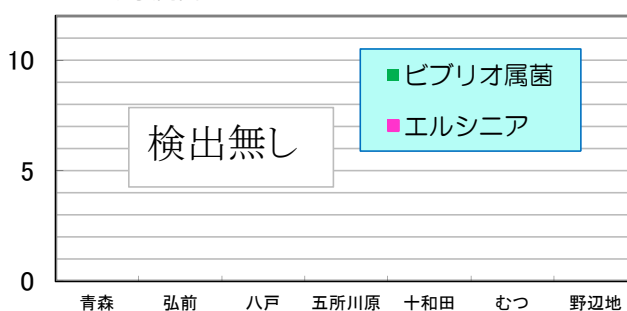 10
ビブリオ属菌
エルシニア
検出無し
5
0
青森 弘前 八戸 五所川原 十和田 むつ 野辺地